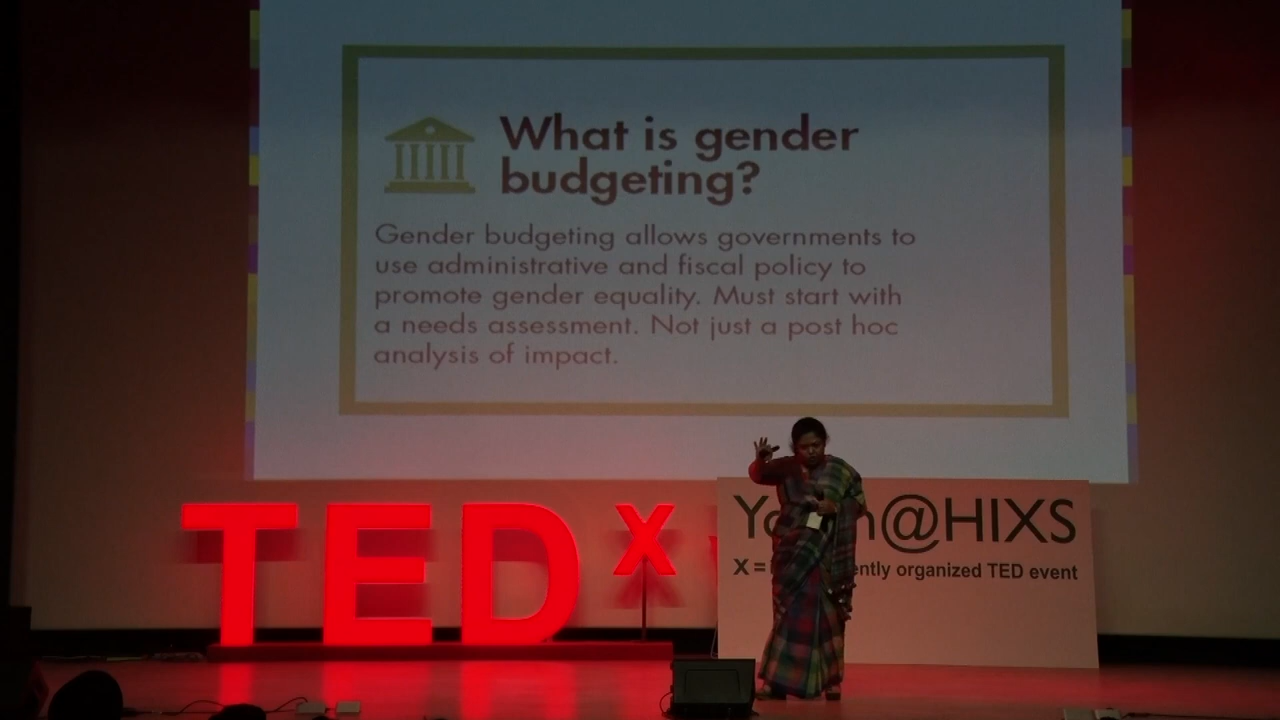 What is gender
budgeting?
Gender budgeting allows governments to
use administrative and fiscal policy to
promote gender equality. Must start with
a needs assessment. Not just a post hoc
analysis of impact.
TEDx
@HIXS
X = ently organized TED event